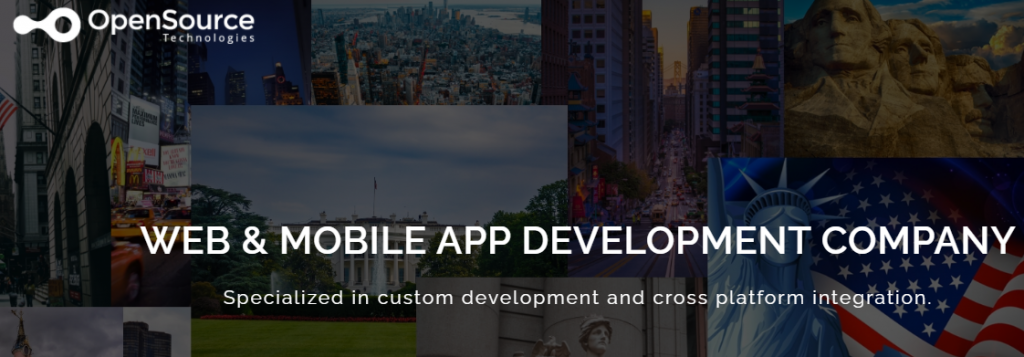 OpenSource
Technologies
WEB & MOBILE APP DEVELOPMENT COMPANY
Specialized in custom development and cross platform integration.